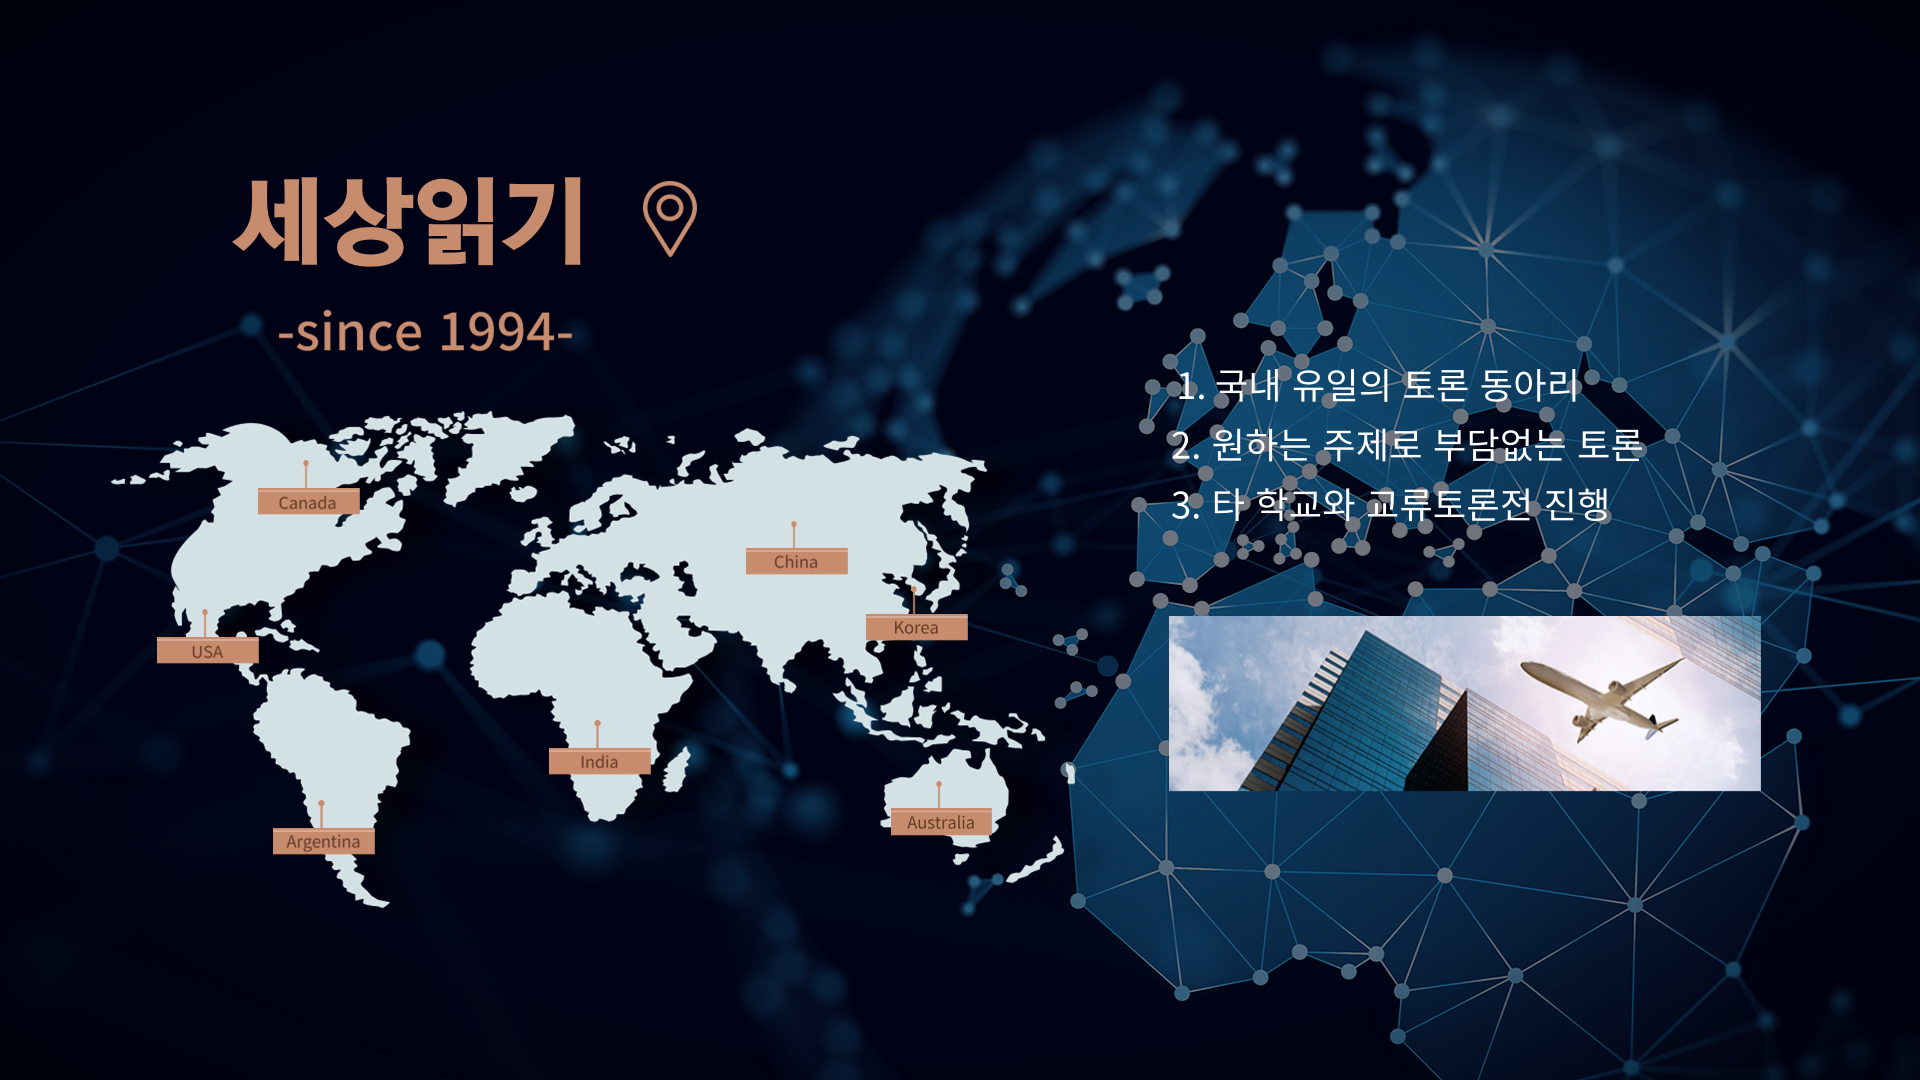 세상읽기
-since 1994-
Canada
China
Korea
USA
India
Argentina
Australia
1. 국내 유일의 토론 동아리
2. 원하는 주제로 부담없는 토론
3. 타 학교와 교류토론전 진행